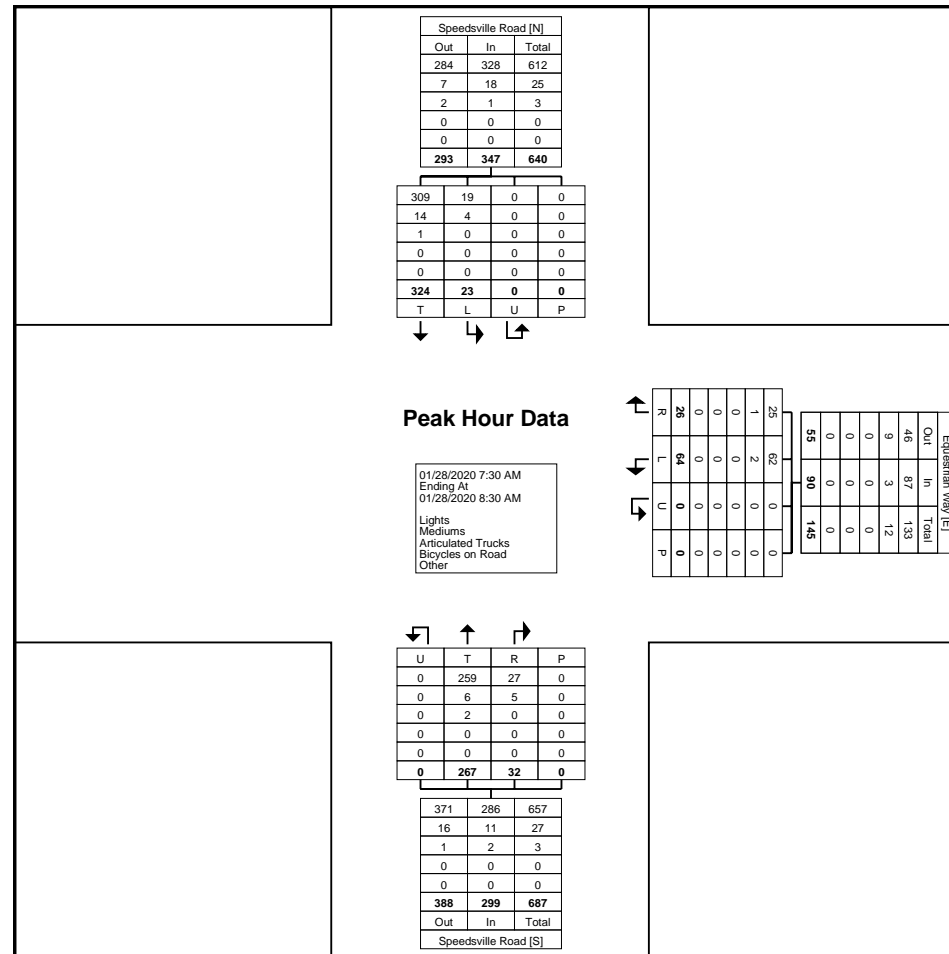 Speedsville Road [N]
Out In Total
284 328 612
7 18 25
2 1 3
0 0 0
0 0 0
293 347 640
309 19 0 0
14 4 0 0
1 0 0 0
0 0 0 0
0 0 0 0
324 23 0 0
T L U P
Peak Hour Data
01/28/2020 7:30 AM
Ending At
01/28/2020 8:30 AM
Lights
Mediums
Articulated Trucks
Bicycles on Road
Other
Equestrian Way [E]
Out In Total
46 87 133
9 3 12
0 0 0
0 0 0
0 0 0
55 90 145
25 62 0 0
1 2 0 0
0 0 0 0
0 0 0 0
0 0 0 0
26 64 0 0
R L U P
U T R P
0 259 27 0
0 6 5 0
0 2 0 0
0 0 0 0
0 0 0 0
0 267 32 0
371 286 657
16 11 27
1 2 3
0 0 0
0 0 0
388 299 687
Out In Total
Speedsville Road [S]